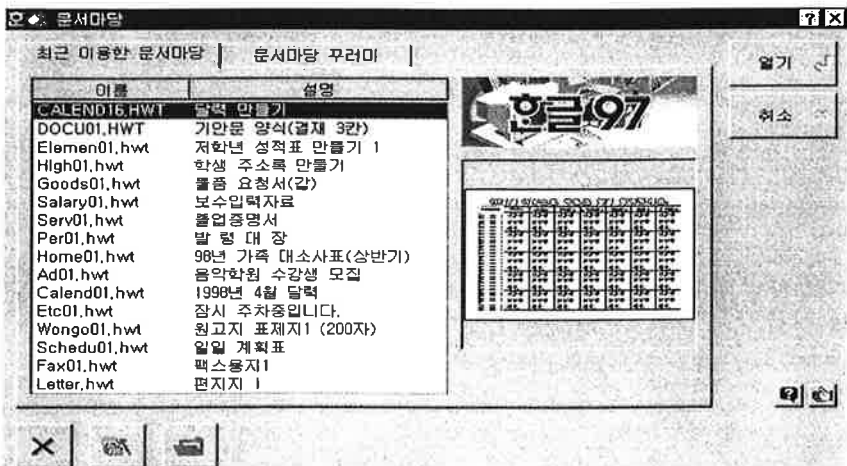 문서마당
최근 이용한 문서마당 문서마당 꾸러미
이름 설명
CALEND16.HWT 달력 만들기
DOCU01.HWT 기안문 양식(결재 3칸)
Elemen01.hwt 저학년 성적표 만들기 1
High01.hwt 학생 주소록 만들기
Goods01.hwt 물품 요청서(갑)
Salary01.hwt 보수입력자료
Serv01.hwt 졸업증명서
Per01.hwt 발 령 대 장
Home01.hwt 98년 가족 대소사표(상반기)
Ad01.hwt 음악학원 수강생 모집
Calend01.hwt 1998년 4월 달력
Etc01.hwt 잠시 주차중입니다.
Wongo01.hwt 원고지 표제지1 (200자)
Schedu01.hwt 일일 계획표
Fax01.hwt 팩스용지1
Letter.hwt 편지지 1
한글 97
열기
취소